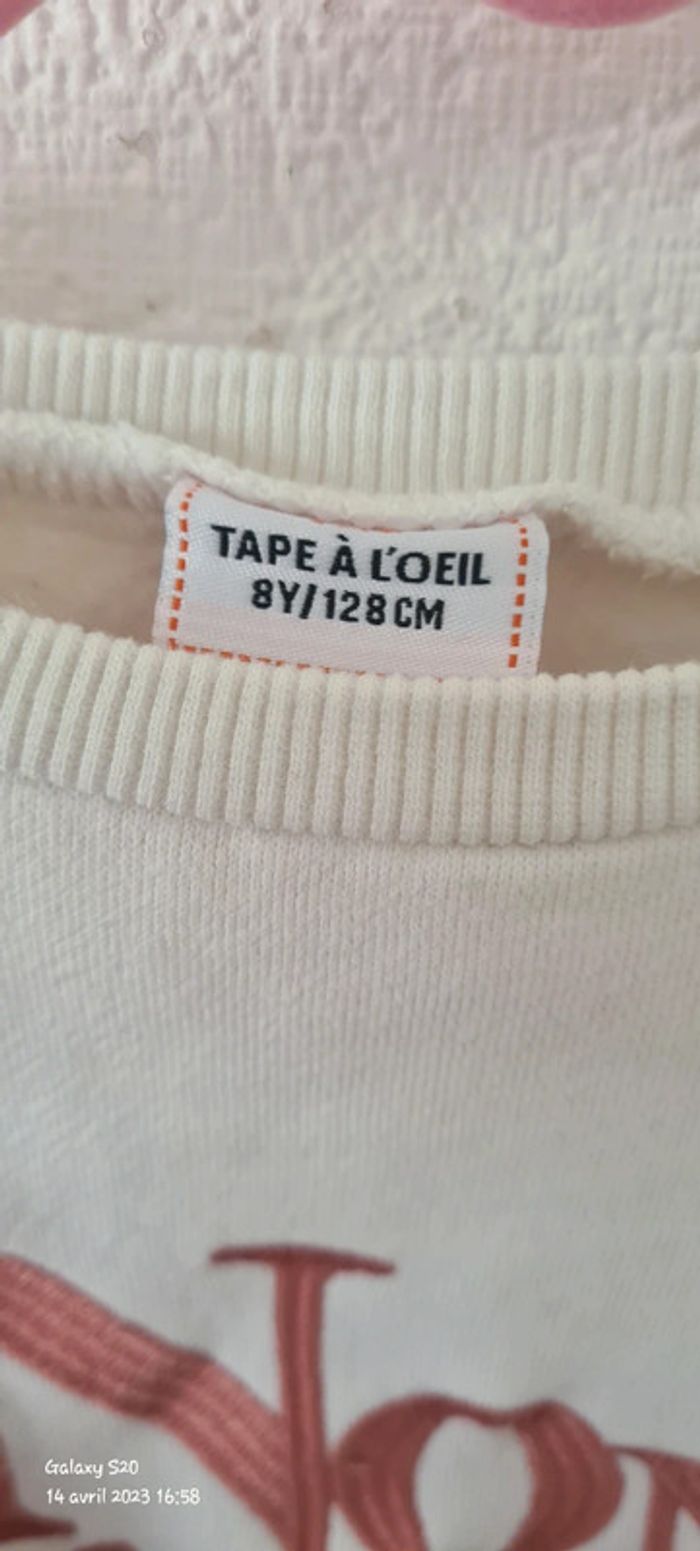 TAPE À L'OEIL
8Y/128CM
Galaxy S20
14 avril 2023 16:58